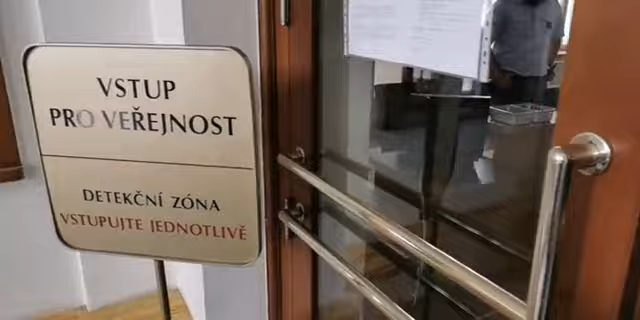 VSTUP
PRO VEŘEJNOST
DETEKČNÍ ZÓNA
VSTUPUJTE JEDNOTLIVĚ